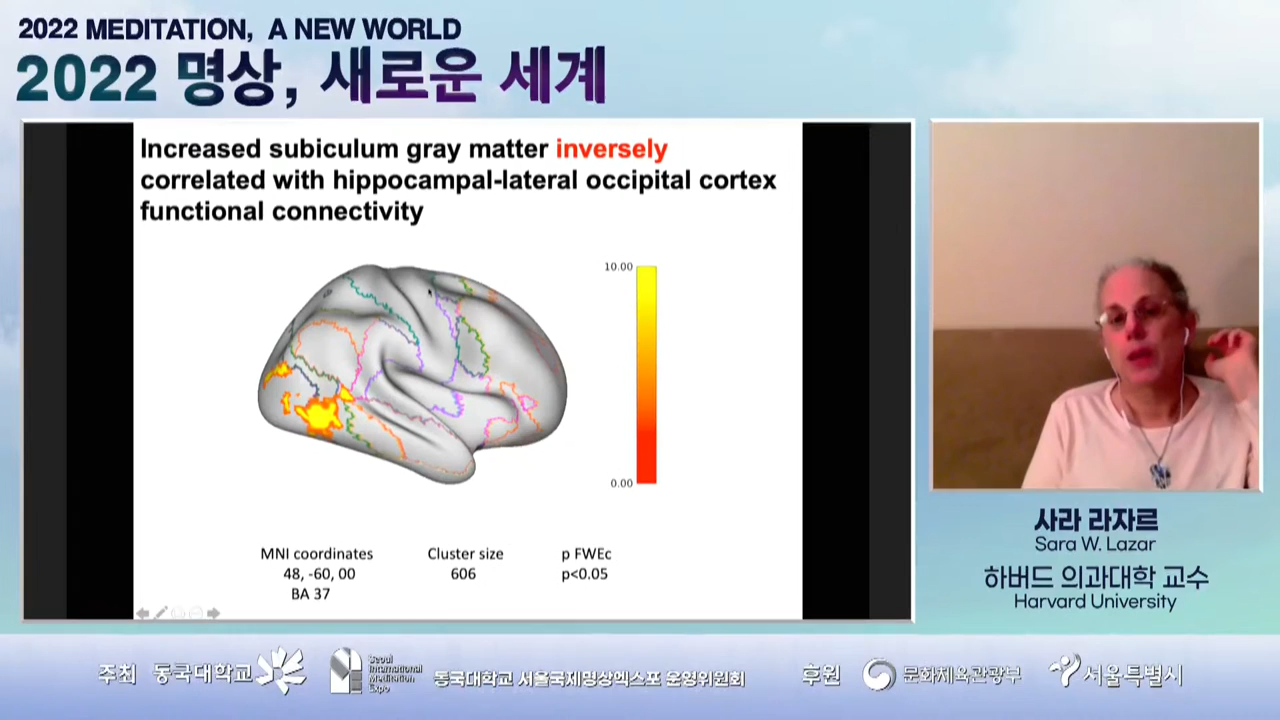 2022 MEDITATION, A NEW WORLD
2022 명상, 새로운 세계
Increased subiculum gray matter inversely
correlated with hippocampal-lateral occipital cortex
functional connectivity
10.00
0.00
MNI coordinates Cluster size p FWEc
48, -60, 00 606 p<0.05
BA 37
사라 라자르
Sara W. Lazar
하버드 의과대학 교수
Harvard University
주최 동국대학교 Seoul International Meditation Expo 동국대학교 서울국제명상엑스포 운영위원회 후원 문화체육관광부 서울특별시